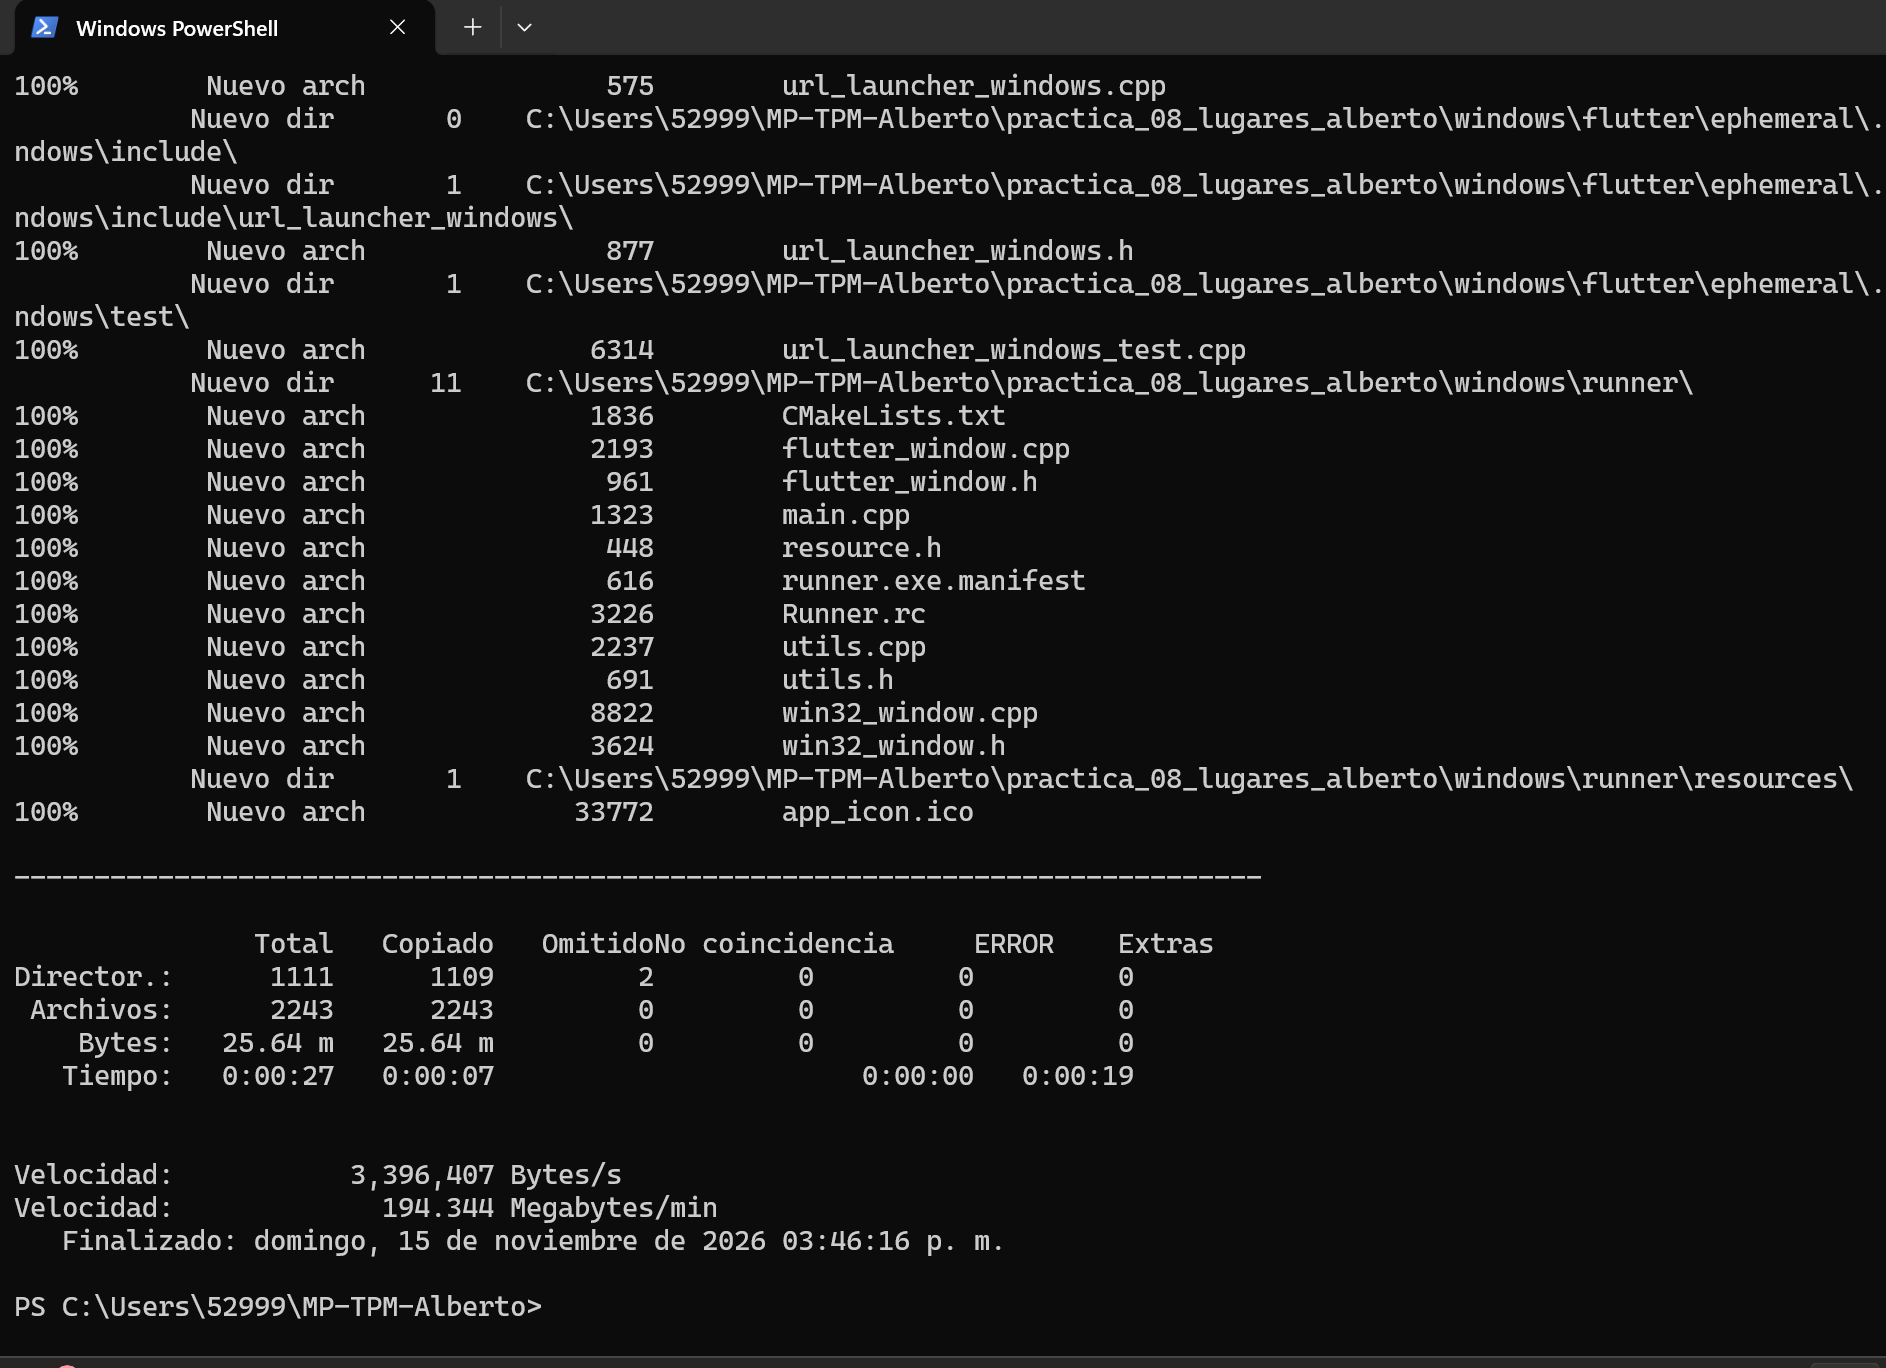 Windows PowerShell
100%        Nuevo arch               575        url_launcher_windows.cpp
           Nuevo dir       0    C:\Users\52999\MP-TPM-Alberto\practica_08_lugares_alberto\windows\flutter\ephemeral\.
ndows\include\
           Nuevo dir       1    C:\Users\52999\MP-TPM-Alberto\practica_08_lugares_alberto\windows\flutter\ephemeral\.
ndows\include\url_launcher_windows\
100%        Nuevo arch               877        url_launcher_windows.h
           Nuevo dir       1    C:\Users\52999\MP-TPM-Alberto\practica_08_lugares_alberto\windows\flutter\ephemeral\.
ndows\test\
100%        Nuevo arch              6314        url_launcher_windows_test.cpp
           Nuevo dir      11    C:\Users\52999\MP-TPM-Alberto\practica_08_lugares_alberto\windows\runner\
100%        Nuevo arch              1836        CMakeLists.txt
100%        Nuevo arch              2193        flutter_window.cpp
100%        Nuevo arch               961        flutter_window.h
100%        Nuevo arch              1323        main.cpp
100%        Nuevo arch               448        resource.h
100%        Nuevo arch               616        runner.exe.manifest
100%        Nuevo arch              3226        Runner.rc
100%        Nuevo arch              2237        utils.cpp
100%        Nuevo arch               691        utils.h
100%        Nuevo arch              8822        win32_window.cpp
100%        Nuevo arch              3624        win32_window.h
           Nuevo dir       1    C:\Users\52999\MP-TPM-Alberto\practica_08_lugares_alberto\windows\runner\resources\
100%        Nuevo arch             33772        app_icon.ico
------------------------------------------------------------------------------
               Total   Copiado   OmitidoNo coincidencia     ERROR    Extras
Director.:      1111      1109         2         0         0         0
 Archivos:      2243      2243         0         0         0         0
    Bytes:   25.64 m   25.64 m         0         0         0         0
   Tiempo:   0:00:27   0:00:07                       0:00:00   0:00:19
Velocidad:           3,396,407 Bytes/s
Velocidad:             194.344 Megabytes/min
   Finalizado: domingo, 15 de noviembre de 2026 03:46:16 p. m.
PS C:\Users\52999\MP-TPM-Alberto>